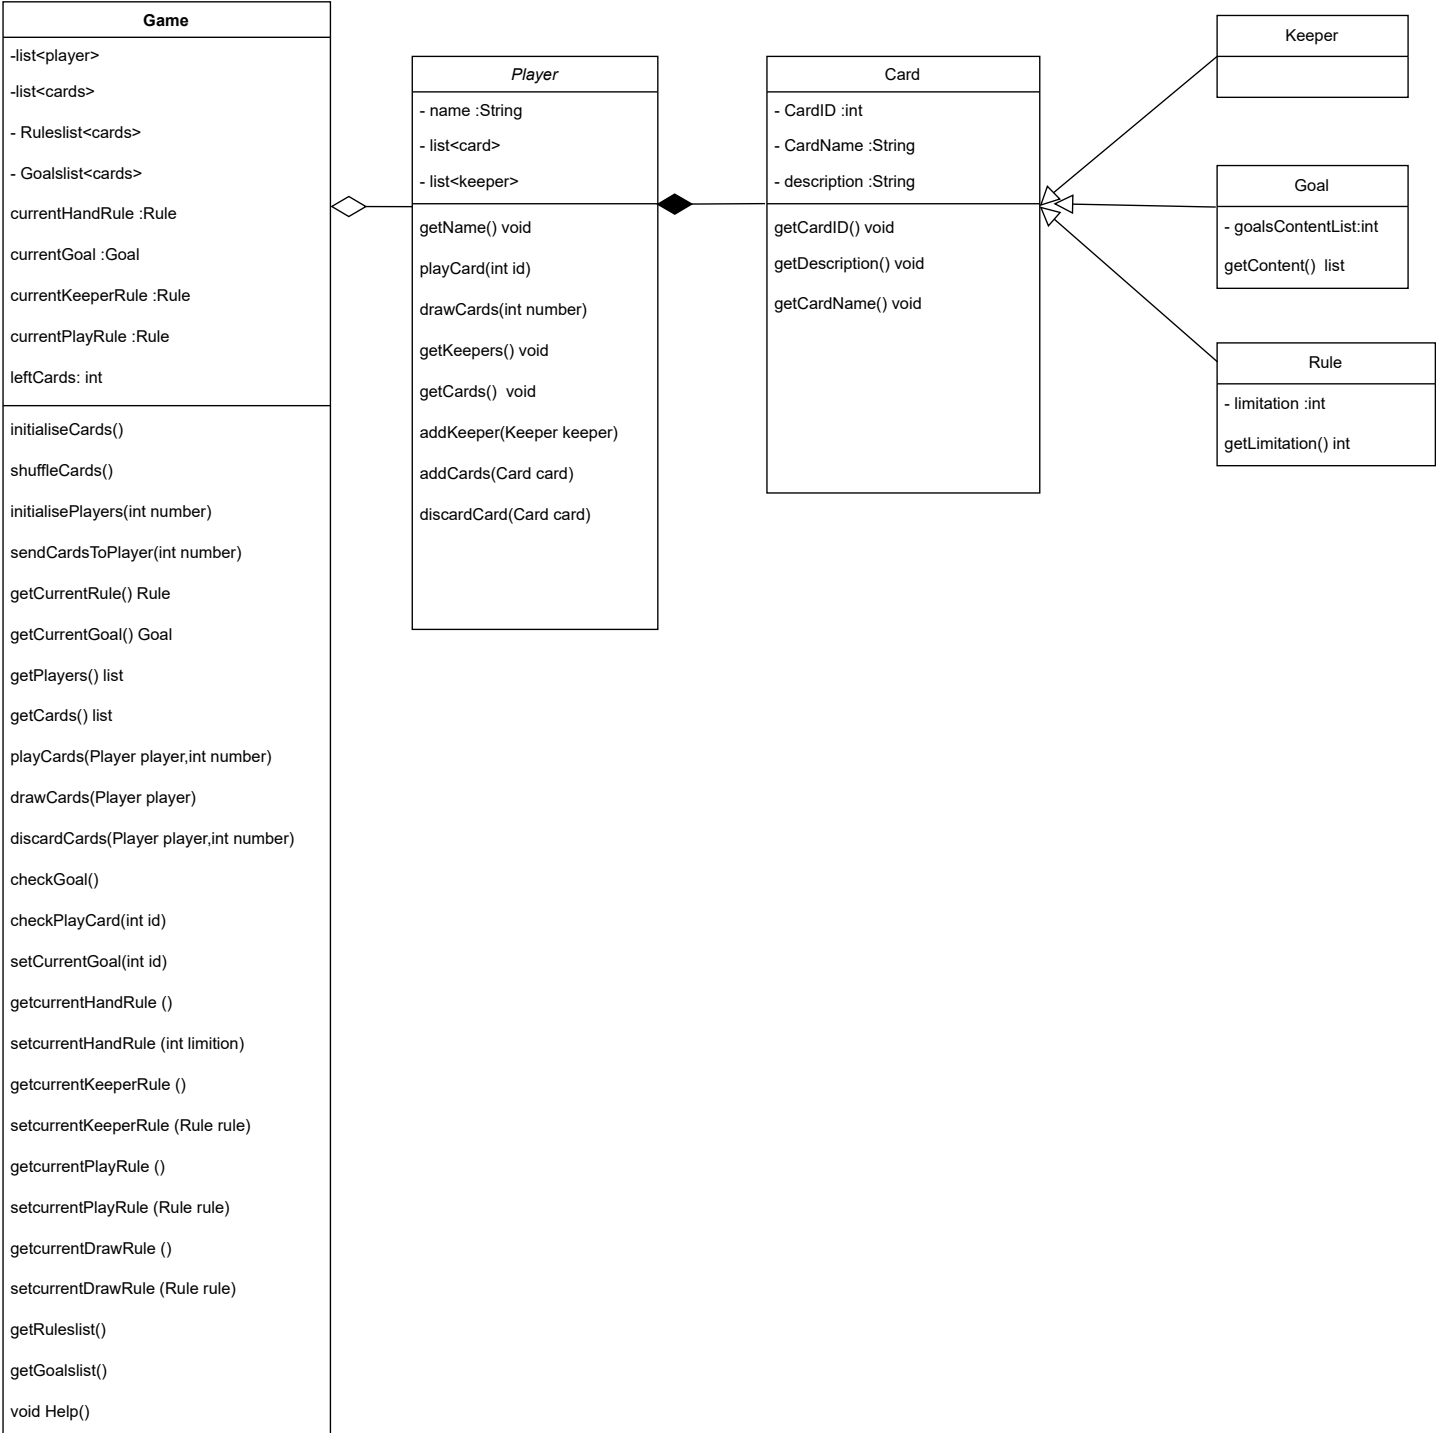 Game
-list<player>
-list<cards>
- Ruleslist<cards>
- Goalslist<cards>
currentHandRule :Rule
currentGoal :Goal
currentKeeperRule :Rule
currentPlayRule :Rule
leftCards: int
initialiseCards()
shuffleCards()
initialisePlayers(int number)
sendCardsToPlayer(int number)
getCurrentRule() Rule
getCurrentGoal() Goal
getPlayers() list
getCards() list
playCards(Player player,int number)
drawCards(Player player)
discardCards(Player player,int number)
checkGoal()
checkPlayCard(int id)
setCurrentGoal(int id)
getcurrentHandRule ()
setcurrentHandRule (int limition)
getcurrentKeeperRule ()
setcurrentKeeperRule (Rule rule)
getcurrentPlayRule ()
setcurrentPlayRule (Rule rule)
getcurrentDrawRule ()
setcurrentDrawRule (Rule rule)
getRuleslist()
getGoalslist()
void Help()
Player
- name :String
- list<card>
- list<keeper>
getName() void
playCard(int id)
drawCards(int number)
getKeepers() void
getCards()  void
addKeeper(Keeper keeper)
addCards(Card card)
discardCard(Card card)
Card
- CardID :int
- CardName :String
- description :String
getCardID() void
getDescription() void
getCardName() void
Keeper
Goal
- goalsContentList:int
getContent()  list
Rule
- limitation :int
getLimitation() int